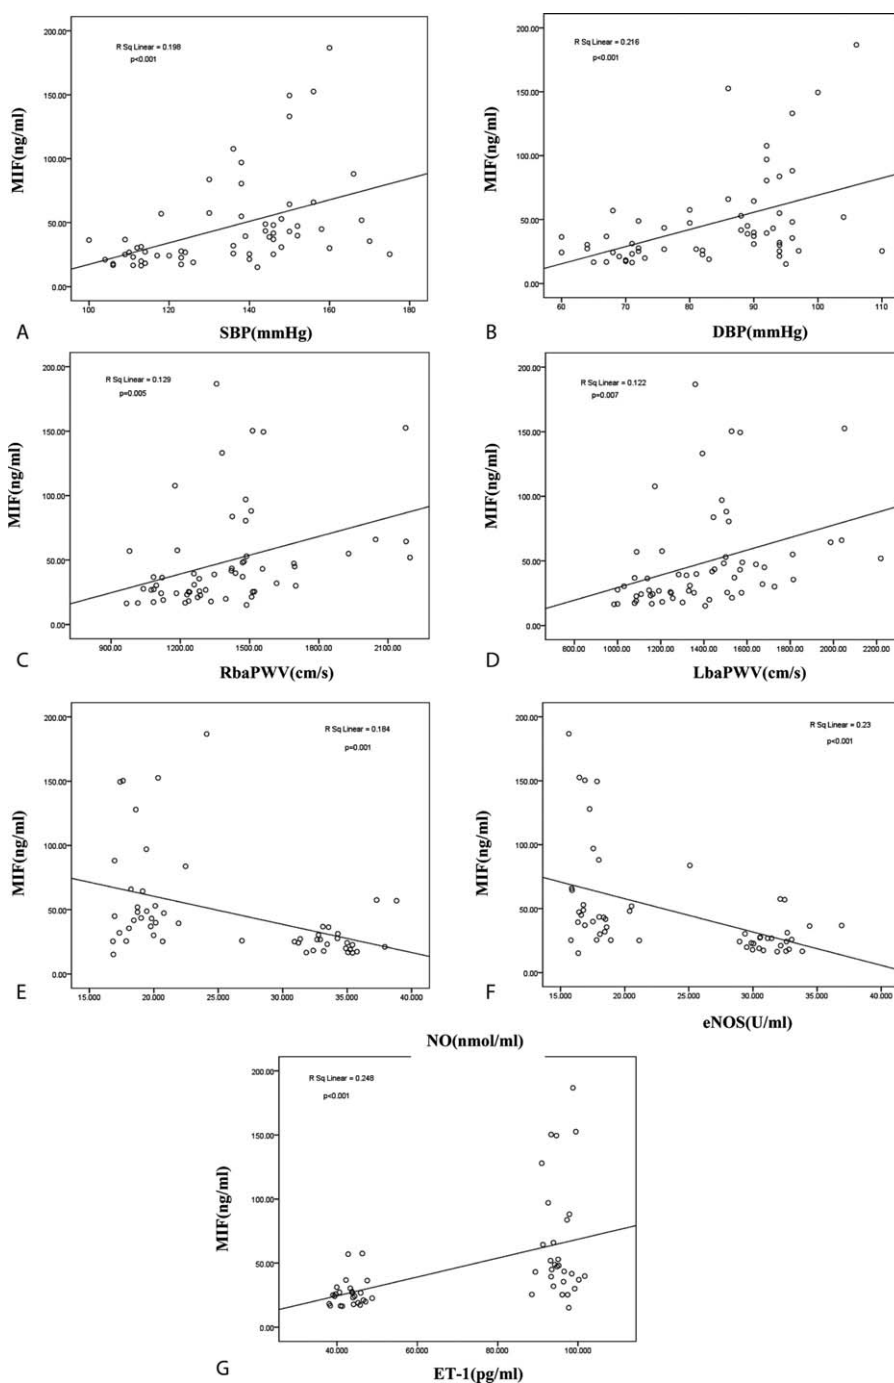 R Sq Linear = 0.198
p<0.001
200.00
150.00
100.00
50.00
00.00
MIF(ng/ml)
100 120 140 160 180
A
SBP(mmHg)
R Sq Linear = 0.216
p<0.001
200.00
150.00
100.00
50.00
00.00
MIF(ng/ml)
60 70 80 90 100 110
B
DBP(mmHg)
R Sq Linear = 0.129
p=0.005
200.00
150.00
100.00
50.00
00.00
MIF(ng/ml)
900.00 1200.00 1500.00 1800.00 2100.00
C
RbaPWV(cm/s)
R Sq Linear = 0.122
p=0.007
200.00
150.00
100.00
50.00
00.00
MIF(ng/ml)
800.00 1000.00 1200.00 1400.00 1600.00 1800.00 2000.00 2200.00
D
LbaPWV(cm/s)
R Sq Linear = 0.184
p=0.001
200.00
150.00
100.00
50.00
00.00
MIF(ng/ml)
15.000 20.000 25.000 30.000 35.000 40.000
E
NO(nmol/ml)
R Sq Linear = 0.23
p<0.001
200.00
150.00
100.00
50.00
00.00
MIF(ng/ml)
15.000 20.000 25.000 30.000 35.000 40.000
F
eNOS(U/ml)
R Sq Linear = 0.248
p<0.001
200.00
150.00
100.00
50.00
00.00
MIF(ng/ml)
40.000 60.000 80.000 100.000
G
ET-1(pg/ml)